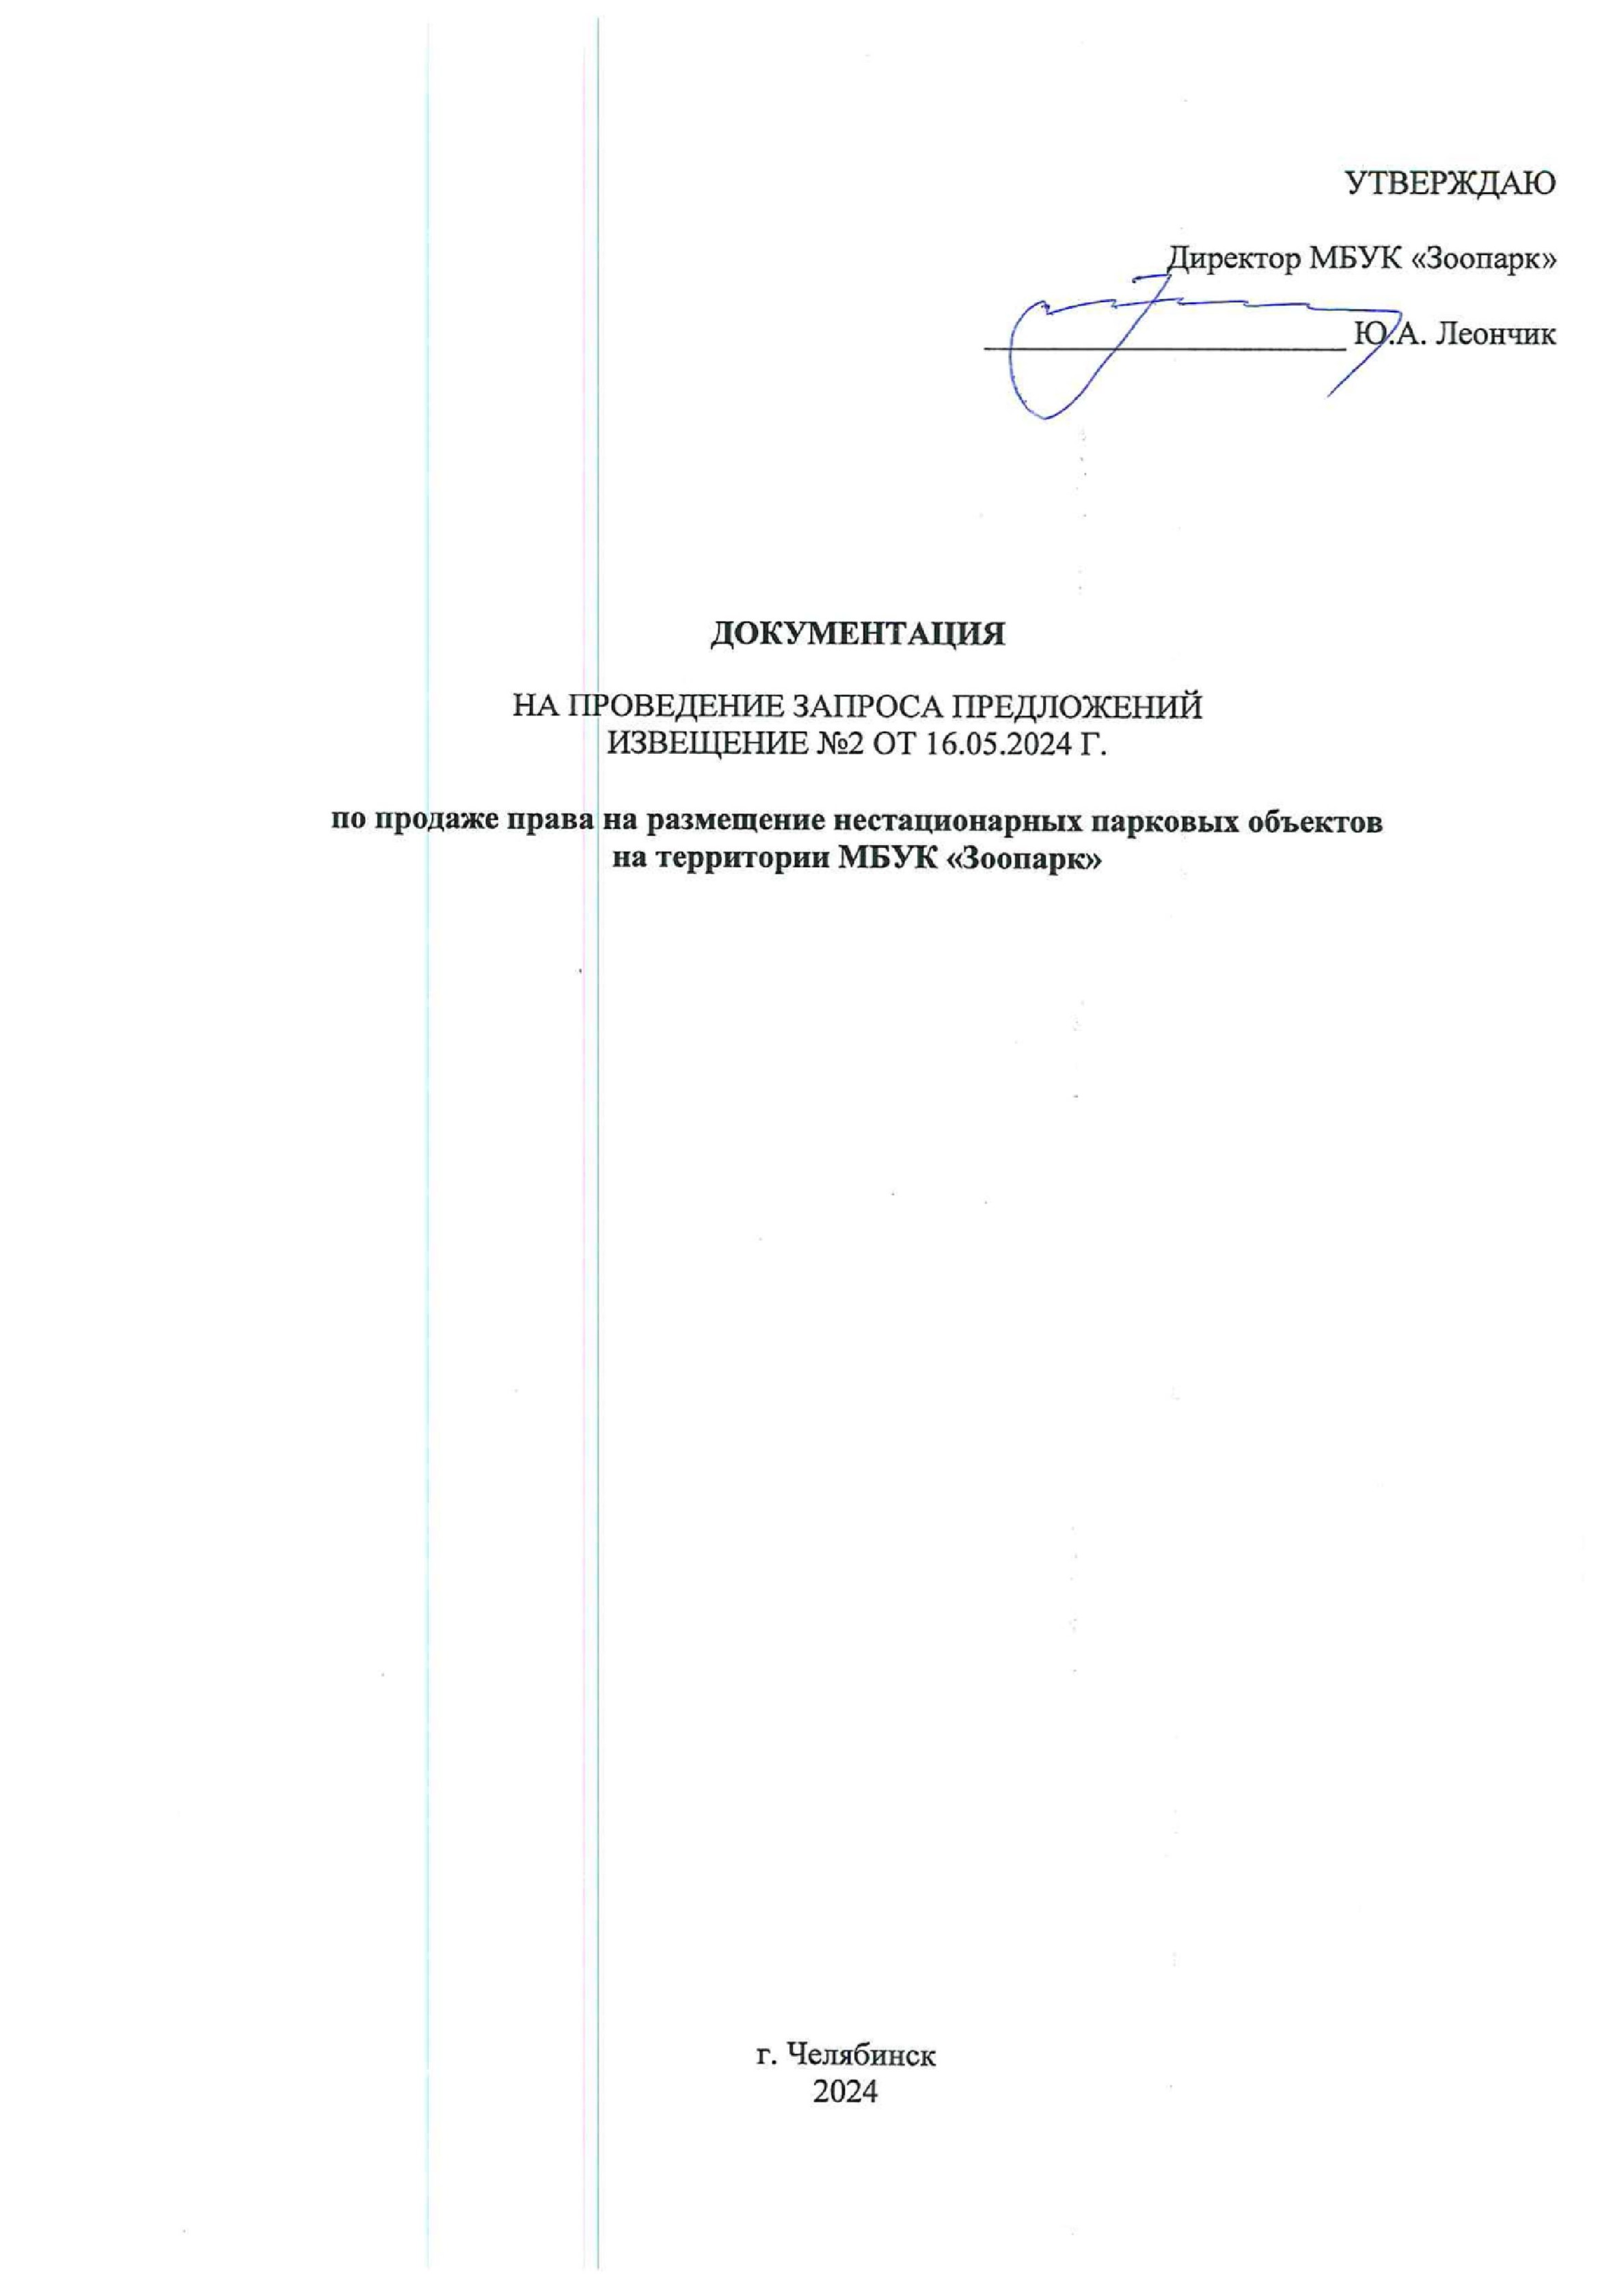 УТВЕРЖДАЮ
Директор МБУК «Зоопарк»
Ю.А. Леончик
ДОКУМЕНТАЦИЯ
НА ПРОВЕДЕНИЕ ЗАПРОСА ПРЕДЛОЖЕНИЙ
ИЗВЕЩЕНИЕ №2 ОТ 16.05.2024 Г.
по продаже права на размещение нестационарных парковых объектов
на территории МБУК «Зоопарк»
г. Челябинск
2024